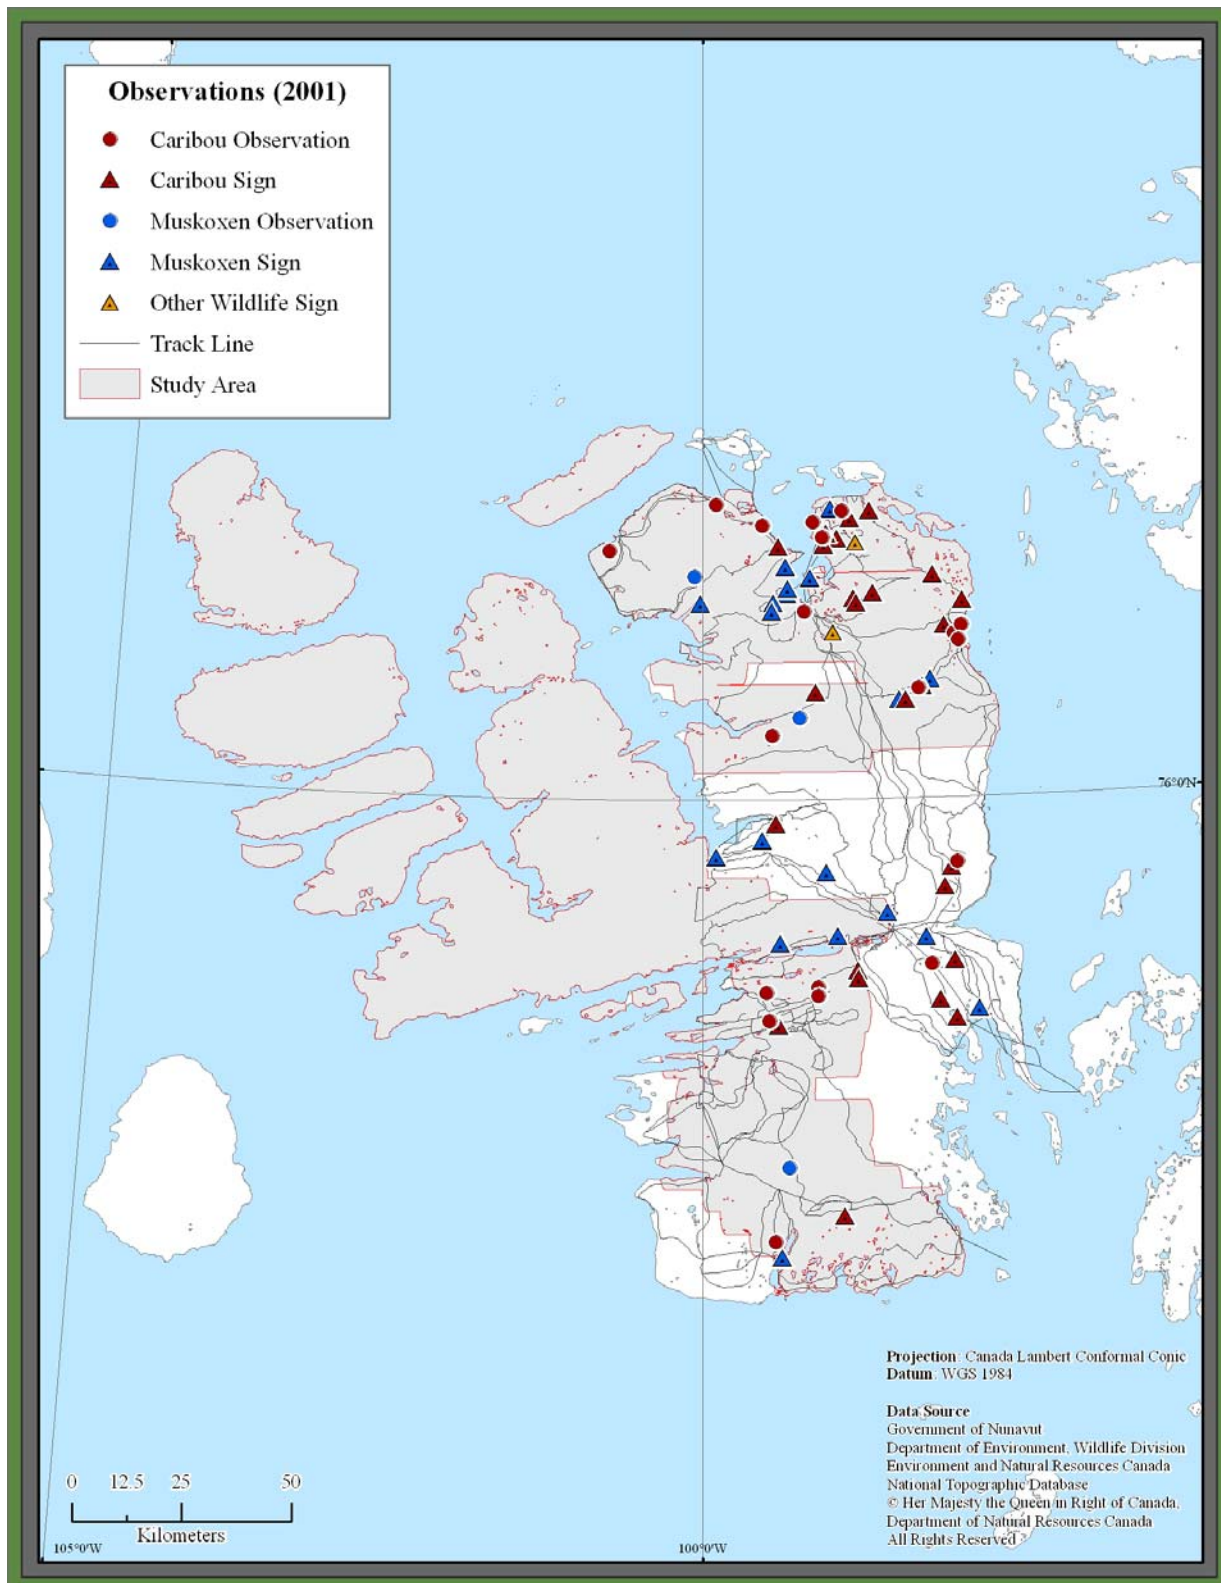 Observations (2001)
Caribou Observation
Caribou Sign
Muskoxen Observation
Muskoxen Sign
Other Wildlife Sign
Track Line
Study Area
76°0'N
Projection: Canada Lambert Conformal Conic
Datum: WGS 1984
Data Source
Government of Nunavut
Department of Environment, Wildlife Division
Environment and Natural Resources Canada
National Topographic Database
© Her Majesty the Queen in Right of Canada,
Department of Natural Resources Canada
All Rights Reserved
0 12.5 25 50
Kilometers
105°0'W
100°0'W